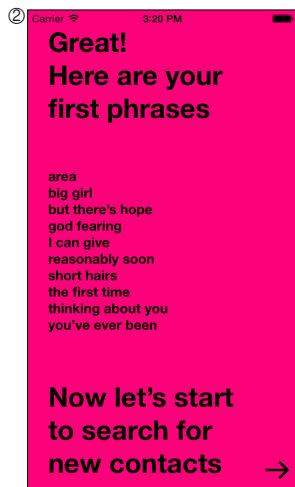 ②
Carrier 3:20 PM
Great!
Here are your
first phrases
area
big girl
but there's hope
god fearing
I can give
reasonably soon
short hairs
the first time
thinking about you
you've ever been
Now let's start
to search for
new contacts